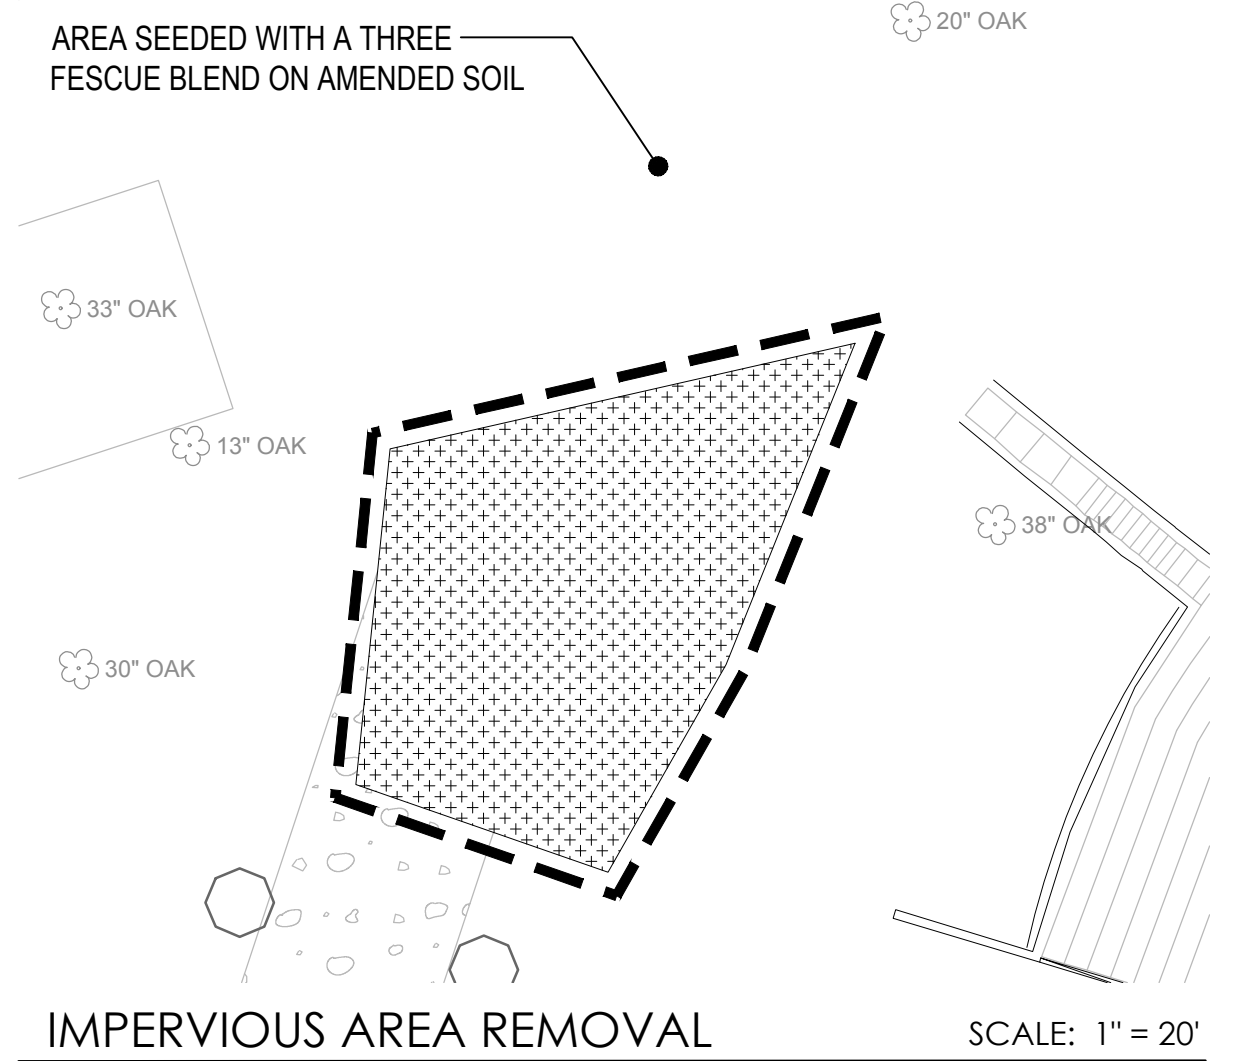 AREA SEEDED WITH A THREE
FESCUE BLEND ON AMENDED SOIL
20" OAK
33" OAK
13" OAK
38" OAK
30" OAK
IMPERVIOUS AREA REMOVAL
SCALE: 1" = 20'